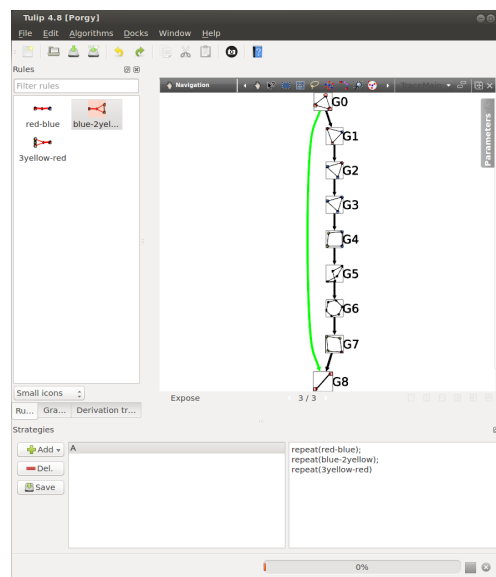 Tulip 4.8 [Porgy]
File Edit Algorithms Docks Window Help
Rules
Filter rules
red-blue
blue-2yel...
3yellow-red
Small icons
Ru... Gra... Derivation tr...
Navigation
G0
G1
G2
G3
G4
G5
G6
G7
G8
Parameters
Expose
3 / 3
Strategies
Add
Del.
Save
A
repeat(red-blue);
repeat(blue-2yellow);
repeat(3yellow-red)
0%